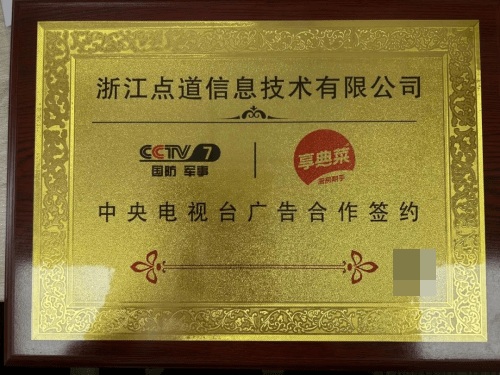 浙江点道信息技术有限公司
CCTV 7
国防 军事
享典菜
中央电视台广告合作签约